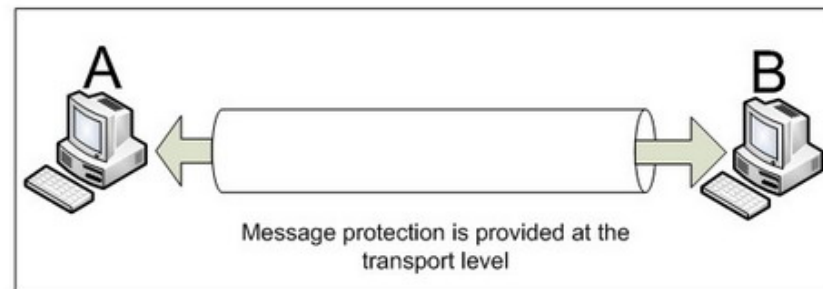 A
B
Message protection is provided at the
transport level